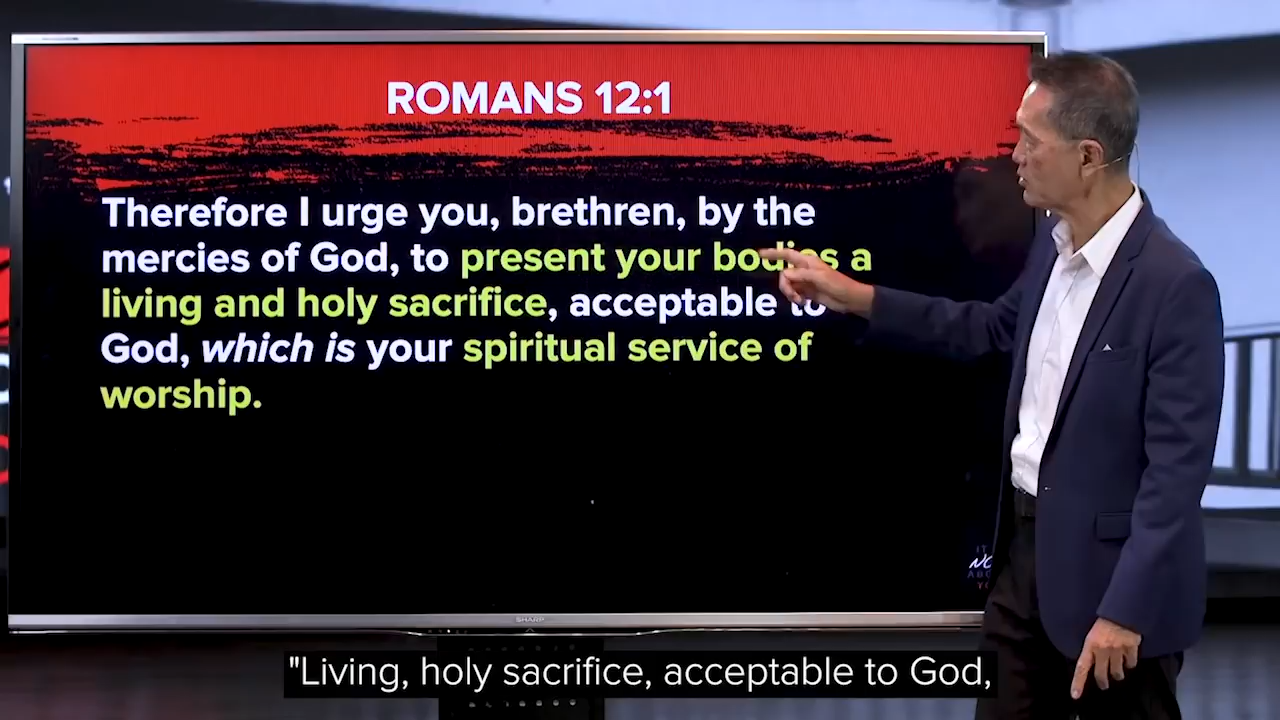 ROMANS 12:1
Therefore I urge you, brethren, by the
mercies of God, to present your bodies a
living and holy sacrifice, acceptable to
God, which is your spiritual service of
worship.
SHARP
"Living, holy sacrifice, acceptable to God,